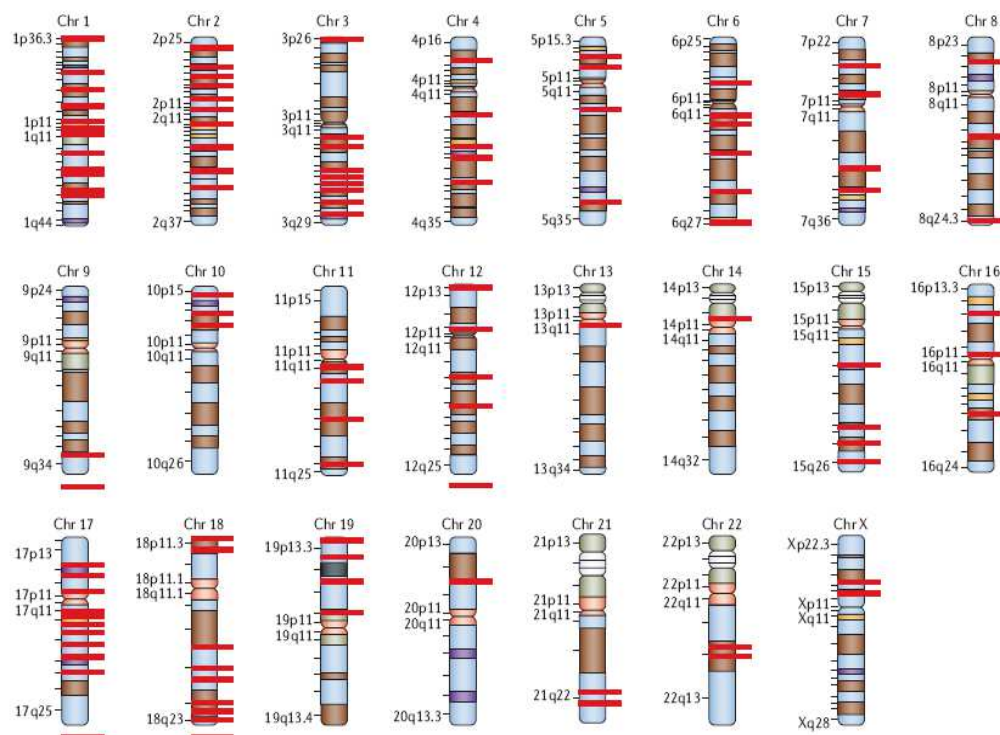 Chr 1
1p36.3
1p11
1q11
1q44
Chr 2
2p25
2p11
2q11
2q37
Chr 3
3p26
3p11
3q11
3q29
Chr 4
4p16
4p11
4q11
4q35
Chr 5
5p15.3
5p11
5q11
5q35
Chr 6
6p25
6p11
6q11
6q27
Chr 7
7p22
7p11
7q11
7q36
Chr 8
8p23
8p11
8q11
8q24.3
Chr 9
9p24
9p11
9q11
9q34
Chr 10
10p15
10p11
10q11
10q26
Chr 11
11p15
11p11
11q11
11q25
Chr 12
12p13
12p11
12q11
12q25
Chr 13
13p13
13p11
13q11
13q34
Chr 14
14p13
14p11
14q11
14q32
Chr 15
15p13
15p11
15q11
15q26
Chr 16
16p13.3
16p11
16q11
16q24
Chr 17
17p13
17p11
17q11
17q25
Chr 18
18p11.3
18p11.1
18q11.1
18q23
Chr 19
19p13.3
19p11
19q11
19q13.4
Chr 20
20p13
20p11
20q11
20q13.3
Chr 21
21p13
21p11
21q11
21q22
Chr 22
22p13
22p11
22q11
22q13
Chr X
Xp22.3
Xp11
Xq11
Xq28